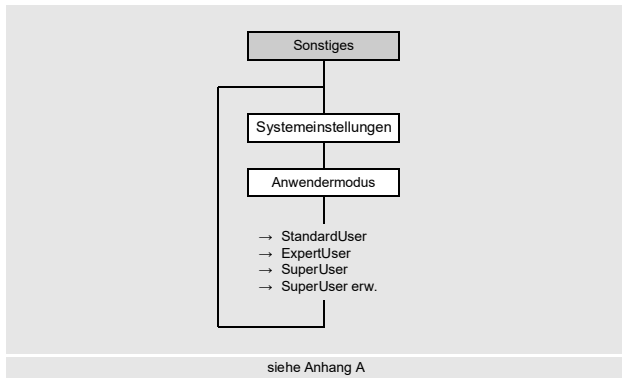 Sonstiges
Systemeinstellungen
Anwendermodus
→ StandardUser
→ ExpertUser
→ SuperUser
→ SuperUser erw.
siehe Anhang A